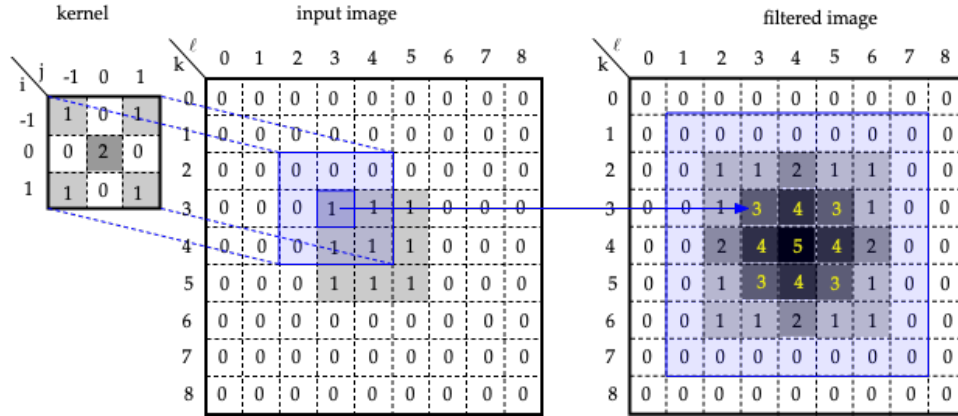 kernel
j
i
-1 0 1
-1 1 0 1
0 0 2 0
1 1 0 1
input image
ℓ
k
0 1 2 3 4 5 6 7 8
0 0 0 0 0 0 0 0 0 0
1 0 0 0 0 0 0 0 0 0
2 0 0 0 0 0 0 0 0 0
3 0 0 0 1 1 1 0 0 0
4 0 0 0 1 1 1 0 0 0
5 0 0 0 1 1 1 0 0 0
6 0 0 0 0 0 0 0 0 0
7 0 0 0 0 0 0 0 0 0
8 0 0 0 0 0 0 0 0 0
filtered image
ℓ
k
0 1 2 3 4 5 6 7 8
0 0 0 0 0 0 0 0 0 0
1 0 0 0 0 0 0 0 0 0
2 0 0 1 1 2 1 1 0 0
3 0 0 1 3 4 3 1 0 0
4 0 0 2 4 5 4 2 0 0
5 0 0 1 3 4 3 1 0 0
6 0 0 1 1 2 1 1 0 0
7 0 0 0 0 0 0 0 0 0
8 0 0 0 0 0 0 0 0 0